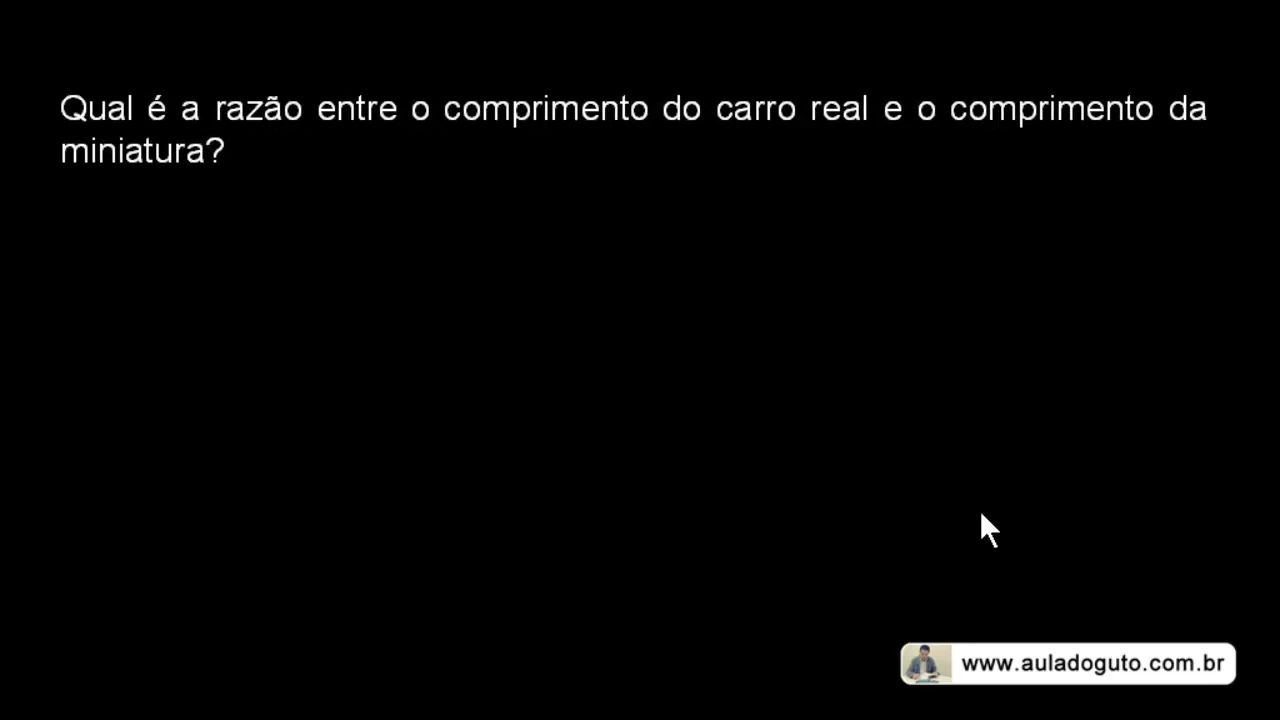 Qual é a razão entre o comprimento do carro real e o comprimento da
miniatura?
www.auladoguto.com.br